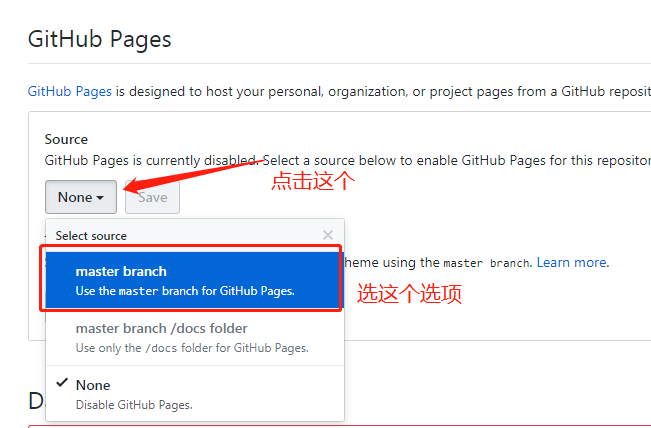 GitHub Pages
GitHub Pages is designed to host your personal, organization, or project pages from a GitHub
Source
GitHub Pages is currently disabled. Select a source below to enable GitHub Pages for this
点击这个
None
Save
Select source
master branch
Use the master branch for GitHub Pages.
using the master branch. Learn more.
选这个选项
master branch /docs folder
Use only the /docs folder for GitHub Pages.
None
Disable GitHub Pages.